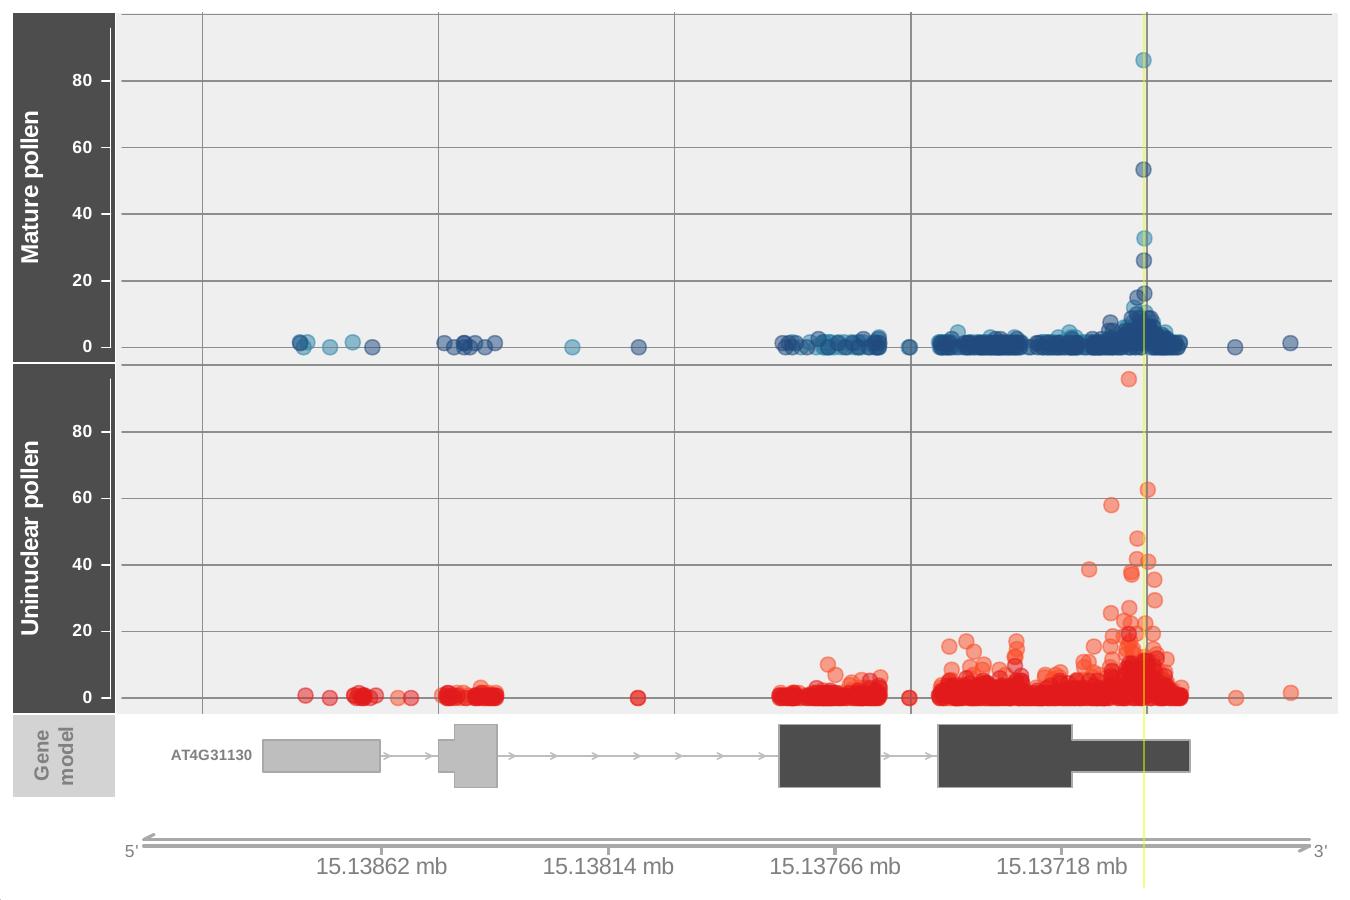 Mature pollen
80
60
40
20
0
Uninuclear pollen
80
60
40
20
0
Gene
model
AT4G31130
5'
3'
15.13862 mb
15.13814 mb
15.13766 mb
15.13718 mb